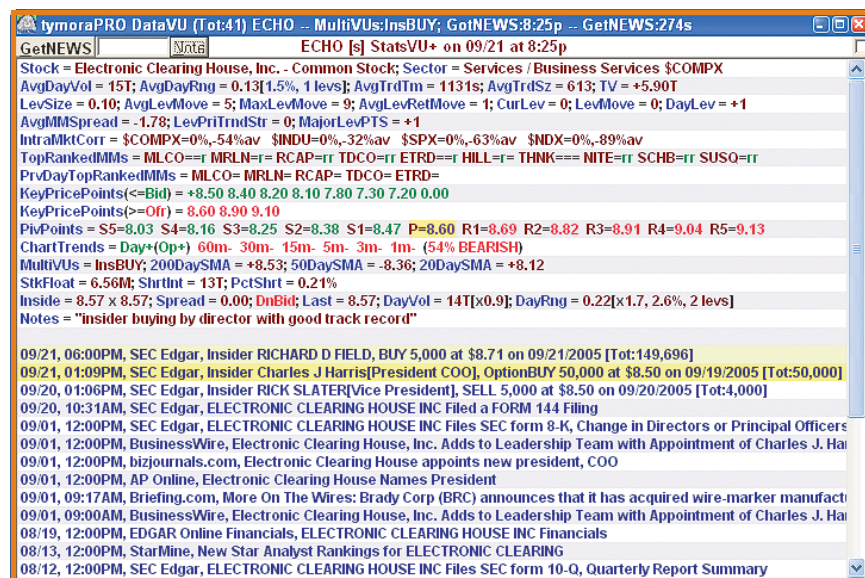 tymoraPRO DataVU (Tot:41) ECHO -- MultiVUs:InsBUY; GotNEWS:8:25p -- GetNEWS:274s
GetNEWS Note ECHO [s] StatsVU+ on 09/21 at 8:25p
Stock = Electronic Clearing House, Inc. - Common Stock; Sector = Services / Business Services $COMPX
AvgDayVol = 15T; AvgDayRng = 0.13[1.5%, 1 levs]; AvgTrdTm = 1131s; AvgTrdSz = 613; TV = +5.90T
LevSize = 0.10; AvgLevMove = 5; MaxLevMove = 9; AvgLevRetMove = 1; CurLev = 0; LevMove = 0; DayLev = +1
AvgMMSpread = -1.78; LevPriTrndStr = 0; MajorLevPTS = +1
IntraMktCorr = $COMPX=0%,-54%av $INDU=0%,-32%av $SPX=0%,-63%av $NDX=0%,-89%av
TopRankedMMs = MLCO==r MRLN=r= RCAP=rr TDCO=rr ETRD==r HILL=r= THNK=== NITE=rr SCHB=rr SUSQ=rr
PrvDayTopRankedMMs = MLCO= MRLN= RCAP= TDCO= ETRD=
KeyPricePoints(<=Bid) = +8.50 8.40 8.20 8.10 7.80 7.30 7.20 0.00
KeyPricePoints(>=Ofr) = 8.60 8.90 9.10
PivPoints = S5=8.03 S4=8.16 S3=8.25 S2=8.38 S1=8.47 P=8.60 R1=8.69 R2=8.82 R3=8.91 R4=9.04 R5=9.13
ChartTrends = Day+(Op+) 60m- 30m- 15m- 5m- 3m- 1m- (54% BEARISH)
MultiVUs = InsBUY; 200DaySMA = +8.53; 50DaySMA = -8.36; 20DaySMA = +8.12
StkFloat = 6.56M; ShrtInt = 13T; PctShrt = 0.21%
Inside = 8.57 x 8.57; Spread = 0.00; DnBid; Last = 8.57; DayVol = 14T[x0.9]; DayRng = 0.22[x1.7, 2.6%, 2 levs]
Notes = "insider buying by director with good track record"
09/21, 06:00PM, SEC Edgar, Insider RICHARD D FIELD, BUY 5,000 at $8.71 on 09/21/2005 [Tot:149,696]
09/21, 01:09PM, SEC Edgar, Insider Charles J Harris[President COO], OptionBUY 50,000 at $8.50 on 09/19/2005 [Tot:50,000]
09/20, 01:06PM, SEC Edgar, Insider RICK SLATER[Vice President], SELL 5,000 at $8.50 on 09/20/2005 [Tot:4,000]
09/20, 10:31AM, SEC Edgar, ELECTRONIC CLEARING HOUSE INC Filed a FORM 144 Filing
09/01, 12:00PM, SEC Edgar, ELECTRONIC CLEARING HOUSE INC Files SEC form 8-K, Change in Directors or Principal Officers
09/01, 12:00PM, BusinessWire, Electronic Clearing House, Inc. Adds to Leadership Team with Appointment of Charles J. Har
09/01, 12:00PM, bizjournals.com, Electronic Clearing House appoints new president, COO
09/01, 12:00PM, AP Online, Electronic Clearing House Names President
09/01, 09:17AM, Briefing.com, More On The Wires: Brady Corp (BRC) announces that it has acquired wire-marker manufactu
09/01, 09:00AM, BusinessWire, Electronic Clearing House, Inc. Adds to Leadership Team with Appointment of Charles J. Har
08/19, 12:00PM, EDGAR Online Financials, ELECTRONIC CLEARING HOUSE INC Financials
08/13, 12:00PM, StarMine, New Star Analyst Rankings for ELECTRONIC CLEARING
08/12, 12:00PM, SEC Edgar, ELECTRONIC CLEARING HOUSE INC Files SEC form 10-Q, Quarterly Report Summary